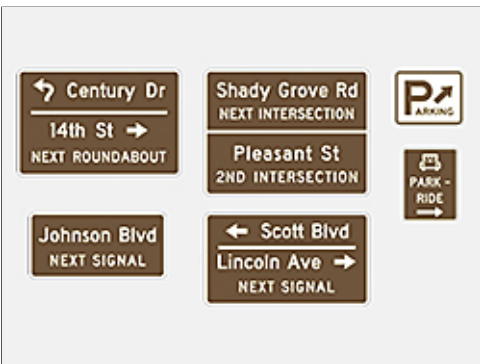 Century Dr
14th St
NEXT ROUNDABOUT
Shady Grove Rd
NEXT INTERSECTION
Pleasant St
2ND INTERSECTION
P
PARKING
PARK -
RIDE
Johnson Blvd
NEXT SIGNAL
Scott Blvd
Lincoln Ave
NEXT SIGNAL